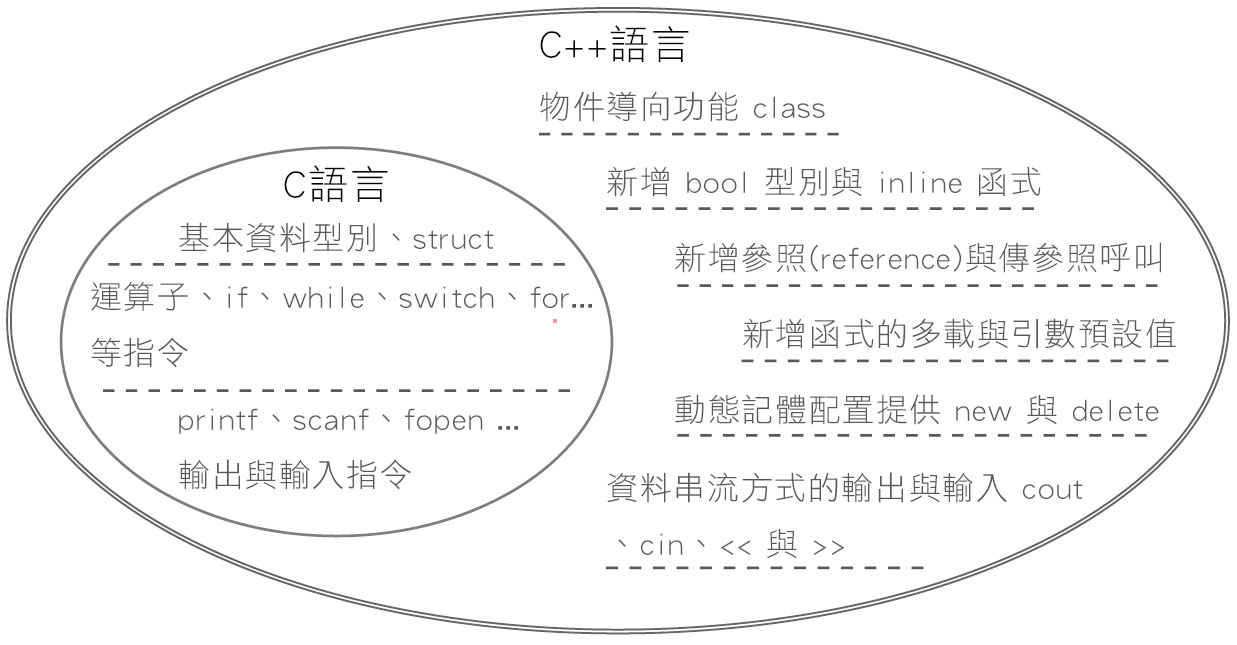 C++語言
物件導向功能 class
新增 bool 型別與 inline 函式
新增參照(reference)與傳參照呼叫
新增函式的多載與引數預設值
動態記體配置提供 new 與 delete
資料串流方式的輸出與輸入 cout
、cin、<< 與 >>
C語言
基本資料型別、struct
運算子、if、while、switch、for...
等指令
printf、scanf、fopen ...
輸出與輸入指令